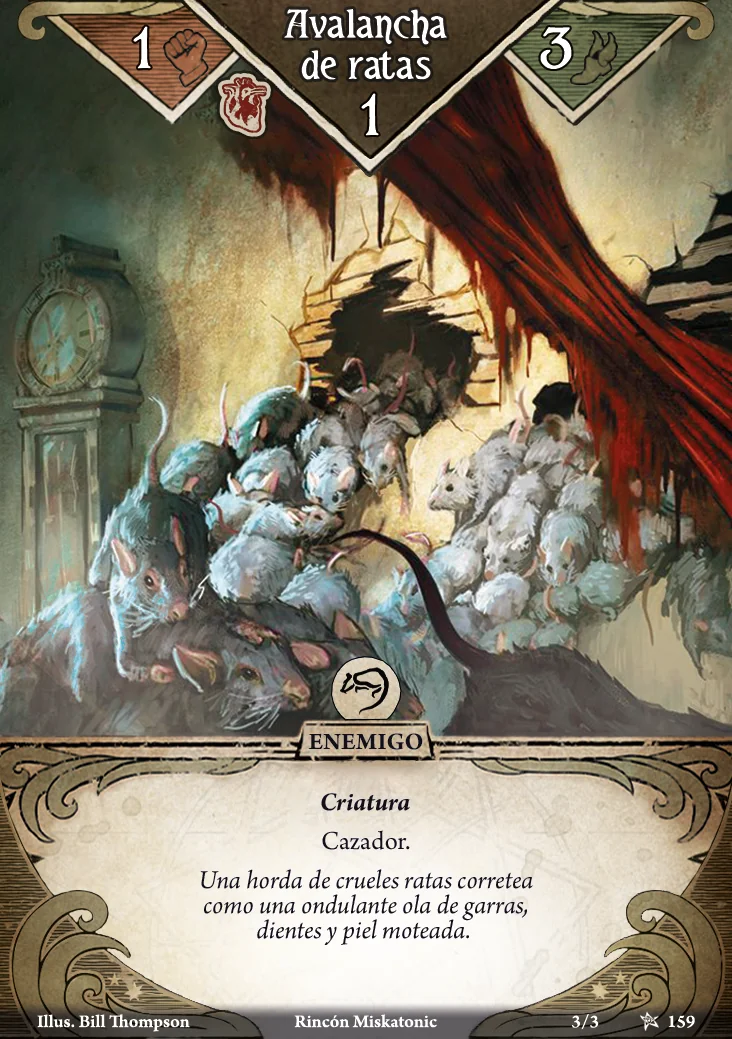 Avalancha
de ratas
1
3
1
ENEMIGO
Criatura
Cazador.
Una horda de crueles ratas corretea
como una ondulante ola de garras,
dientes y piel moteada.
Illus. Bill Thompson Rincón Miskatonic 3/3 159